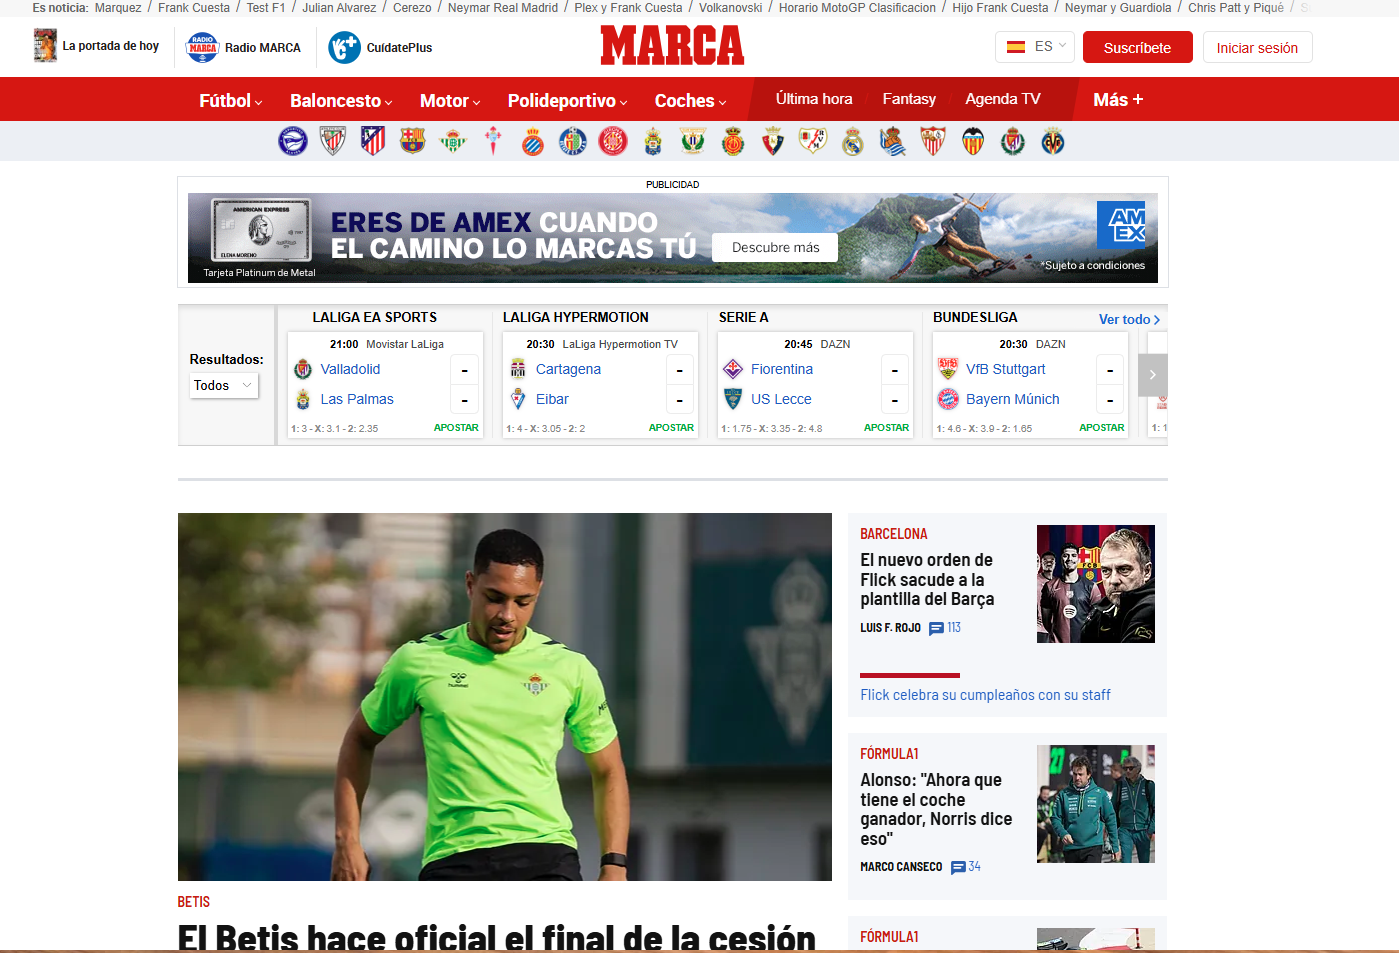 Es noticia: Marquez / Frank Cuesta / Test F1 / Julian Alvarez / Cerezo / Neymar Real Madrid / Plex y Frank Cuesta / Volkanovski / Horario MotoGP Clasificacion / Hijo Frank Cuesta / Neymar y Guardiola / Chris Patt y Piqué /
La portada de hoy
RADIO MARCA
Radio MARCA
CuídatePlus
MARCA
ES
Suscríbete
Iniciar sesión
Fútbol
Baloncesto
Motor
Polideportivo
Coches
Última hora
Fantasy
Agenda TV
Más +
PUBLICIDAD
AMERICAN EXPRESS
ELENA MORENO
Tarjeta Platinum de Metal
ERES DE AMEX CUANDO
EL CAMINO LO MARCAS TÚ
Descubre más
AM
EX
*Sujeto a condiciones
Resultados:
Todos
LALIGA EA SPORTS
21:00 Movistar LaLiga
Valladolid -
Las Palmas -
1: 3 - X: 3.1 - 2: 2.35 APOSTAR
LALIGA HYPERMOTION
20:30 LaLiga Hypermotion TV
Cartagena -
Eibar -
1: 4 - X: 3.05 - 2: 2 APOSTAR
SERIE A
20:45 DAZN
Fiorentina -
US Lecce -
1: 1.75 - X: 3.35 - 2: 4.8 APOSTAR
BUNDESLIGA
Ver todo
20:30 DAZN
VfB Stuttgart -
Bayern Múnich -
1: 4.6 - X: 3.9 - 2: 1.65 APOSTAR
1: 1
hummel
BETIS
El Betis hace oficial el final de la cesión
BARCELONA
El nuevo orden de
Flick sacude a la
plantilla del Barça
LUIS F. ROJO 113
Flick celebra su cumpleaños con su staff
FÓRMULA1
Alonso: "Ahora que
tiene el coche
ganador, Norris dice
eso"
MARCO CANSECO 34
FÓRMULA1